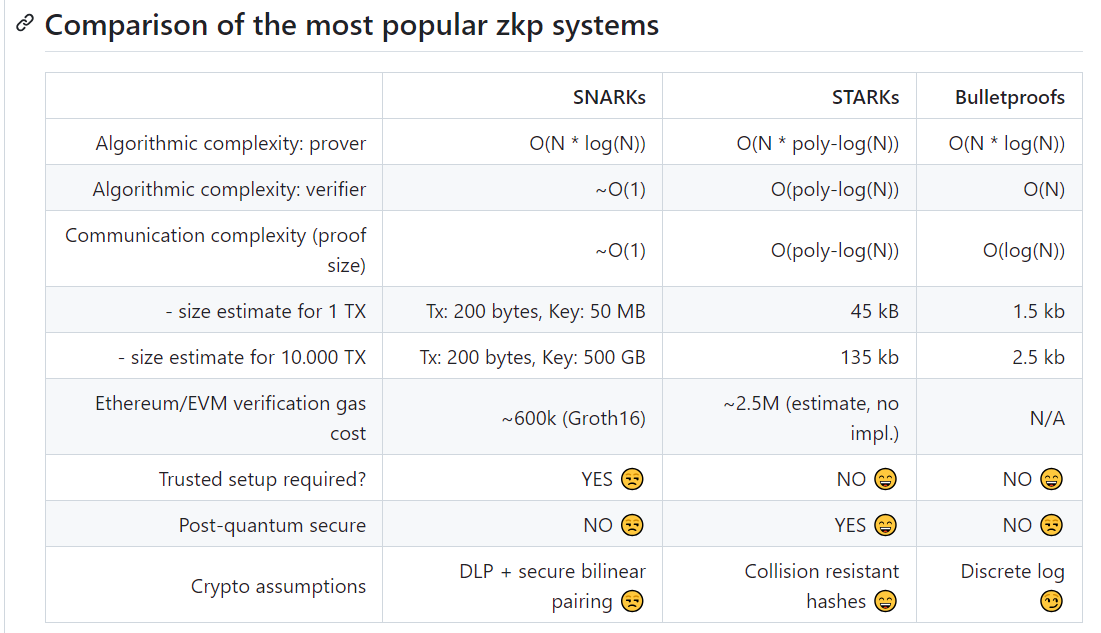 Comparison of the most popular zkp systems
SNARKs STARKs Bulletproofs
Algorithmic complexity: prover O(N * log(N)) O(N * poly-log(N)) O(N * log(N))
Algorithmic complexity: verifier ~O(1) O(poly-log(N)) O(N)
Communication complexity (proof
size) ~O(1) O(poly-log(N)) O(log(N))
- size estimate for 1 TX Tx: 200 bytes, Key: 50 MB 45 kB 1.5 kb
- size estimate for 10.000 TX Tx: 200 bytes, Key: 500 GB 135 kb 2.5 kb
Ethereum/EVM verification gas
cost ~600k (Groth16) ~2.5M (estimate, no
impl.) N/A
Trusted setup required? YES 😒 NO 😄 NO 😄
Post-quantum secure NO 😒 YES 😄 NO 😒
Crypto assumptions DLP + secure bilinear
pairing 😒 Collision resistant
hashes 😄 Discrete log
😏